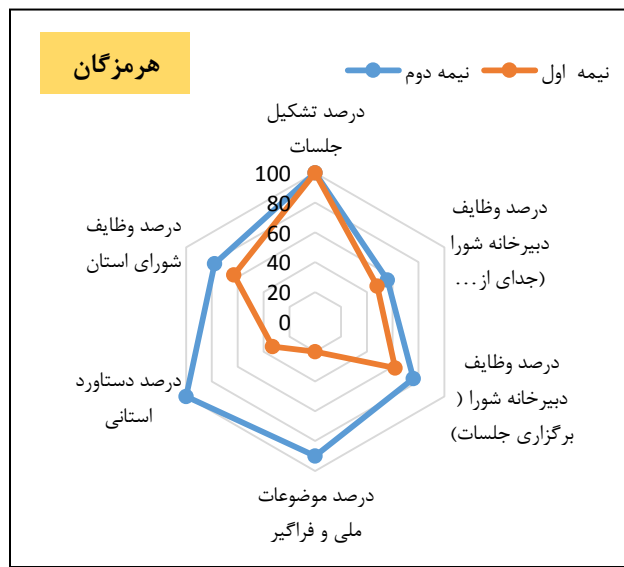 هرمزگان
نیمه اول
نیمه دوم
درصد تشکیل
جلسات
درصد وظایف
دبیرخانه شورا
(جدای از...
درصد وظایف
دبیرخانه شورا (
برگزاری جلسات)
درصد موضوعات
ملی و فراگیر
درصد دستاورد
استانی
درصد وظایف
شورای استان
100
80
60
40
20
0